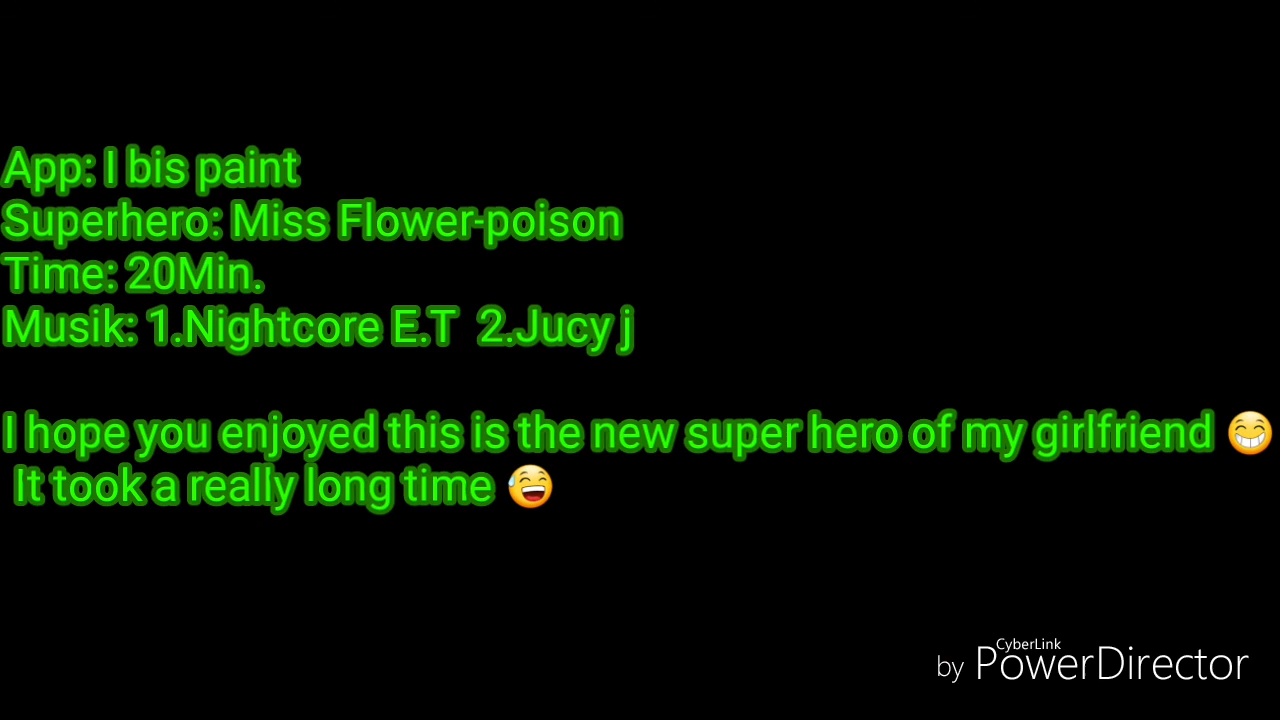 App: I bis paint
Superhero: Miss Flower-poison
Time: 20Min.
Musik: 1.Nightcore E.T  2.Jucy j
I hope you enjoyed this is the new super hero of my girlfriend 😁
It took a really long time 😅
CyberLink
by PowerDirector